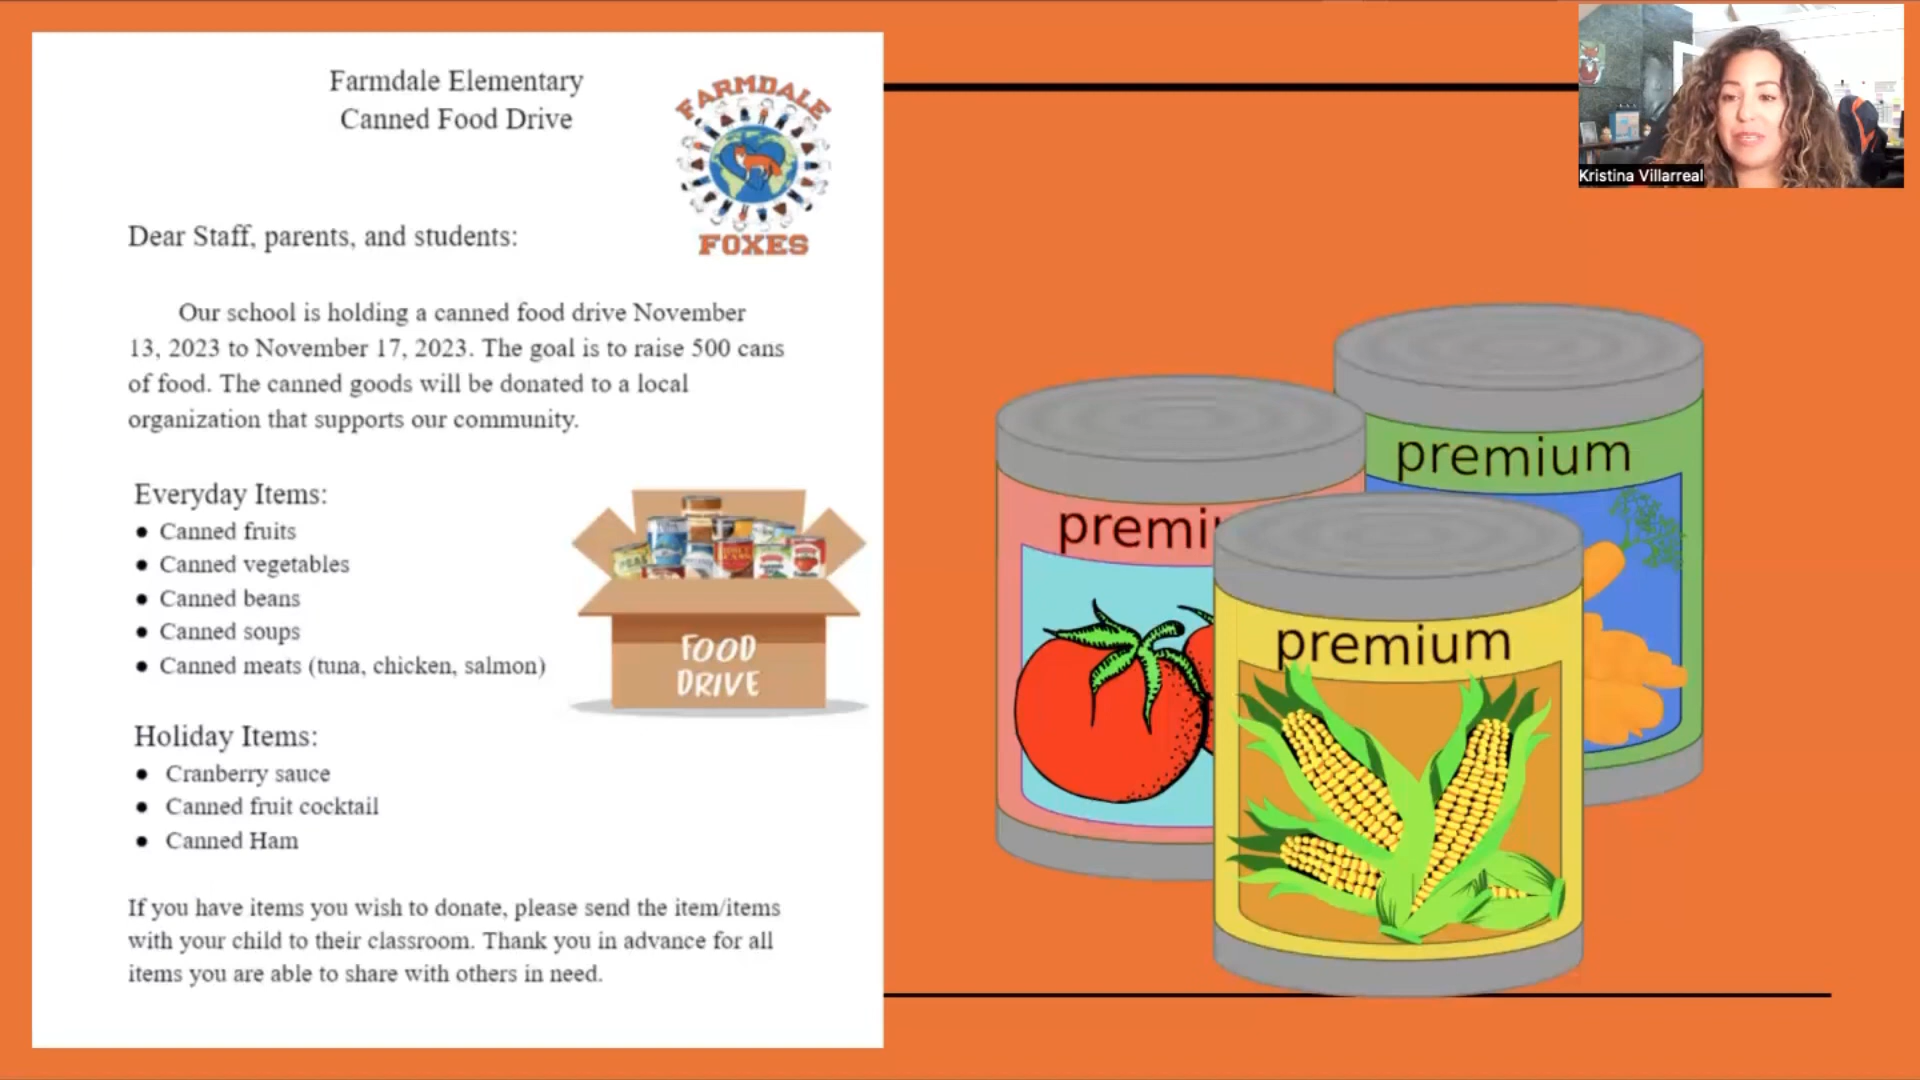 Farmdale Elementary
Canned Food Drive
FARMDALE
FOXES
Dear Staff, parents, and students:
Our school is holding a canned food drive November
13, 2023 to November 17, 2023. The goal is to raise 500 cans
of food. The canned goods will be donated to a local
organization that supports our community.
Everyday Items:
● Canned fruits
● Canned vegetables
● Canned beans
● Canned soups
● Canned meats (tuna, chicken, salmon)
FOOD
DRIVE
Holiday Items:
● Cranberry sauce
● Canned fruit cocktail
● Canned Ham
If you have items you wish to donate, please send the item/items
with your child to their classroom. Thank you in advance for all
items you are able to share with others in need.
Kristina Villarreal
premium
premi
premium